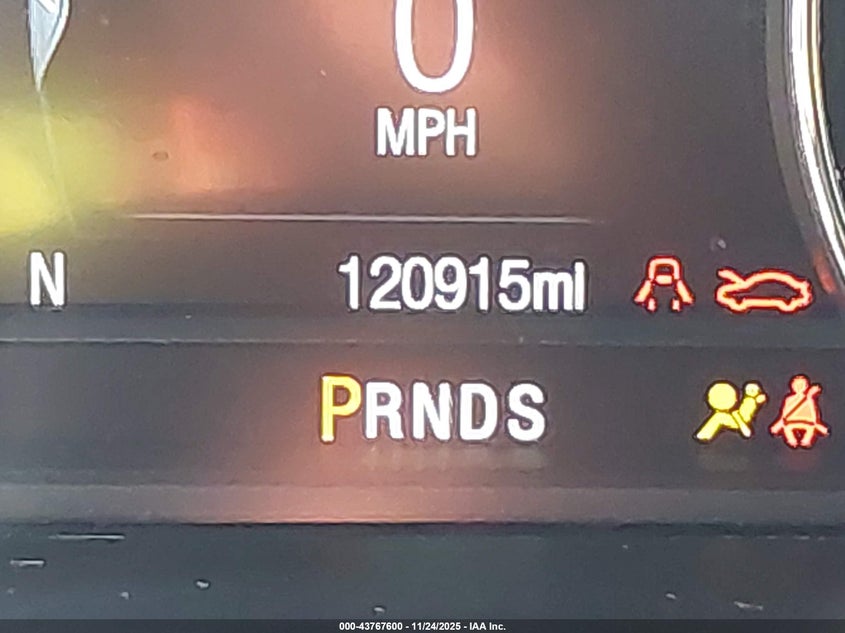 0
MPH
N 120915mi
PRNDS
000-43767600 - 11/24/2025 - IAA Inc.